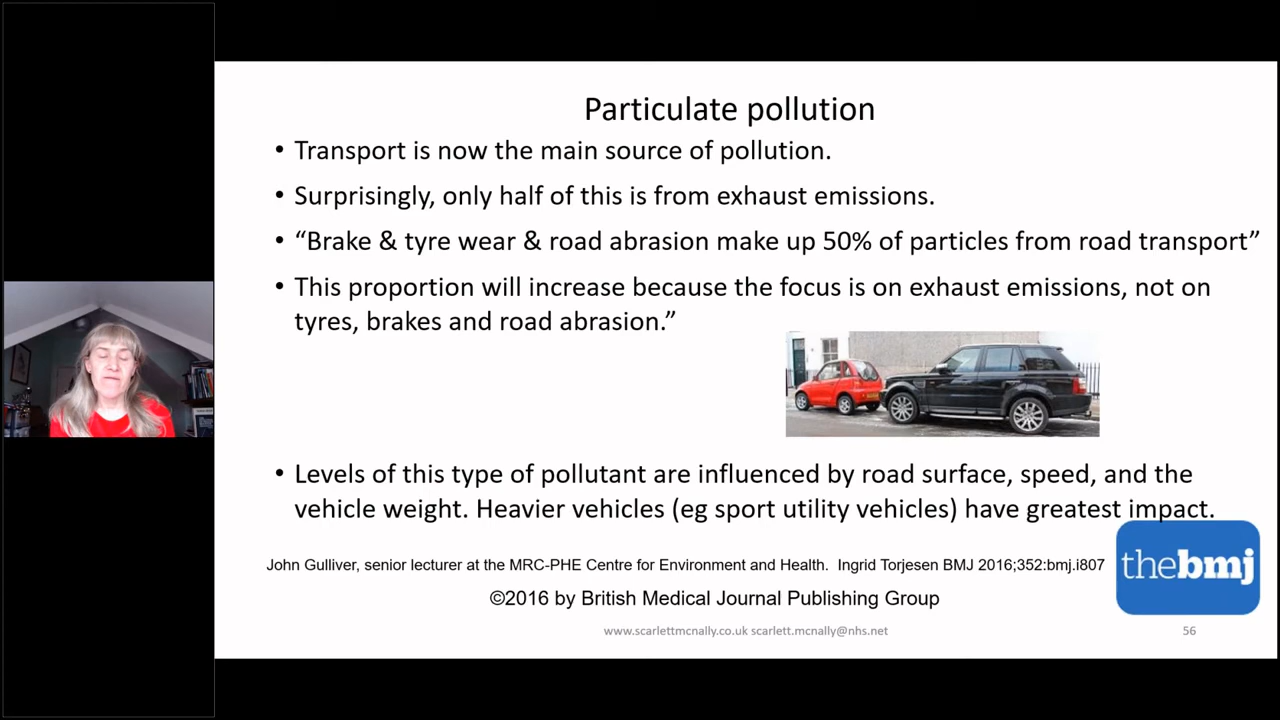 Particulate pollution
• Transport is now the main source of pollution.
• Surprisingly, only half of this is from exhaust emissions.
• “Brake & tyre wear & road abrasion make up 50% of particles from road transport”
• This proportion will increase because the focus is on exhaust emissions, not on
tyres, brakes and road abrasion.”
• Levels of this type of pollutant are influenced by road surface, speed, and the
vehicle weight. Heavier vehicles (eg sport utility vehicles) have greatest impact.
John Gulliver, senior lecturer at the MRC-PHE Centre for Environment and Health. Ingrid Torjesen BMJ 2016;352:bmj.i807
thebmj
©2016 by British Medical Journal Publishing Group
www.scarlettmcnally.co.uk scarlett.mcnally@nhs.net
56